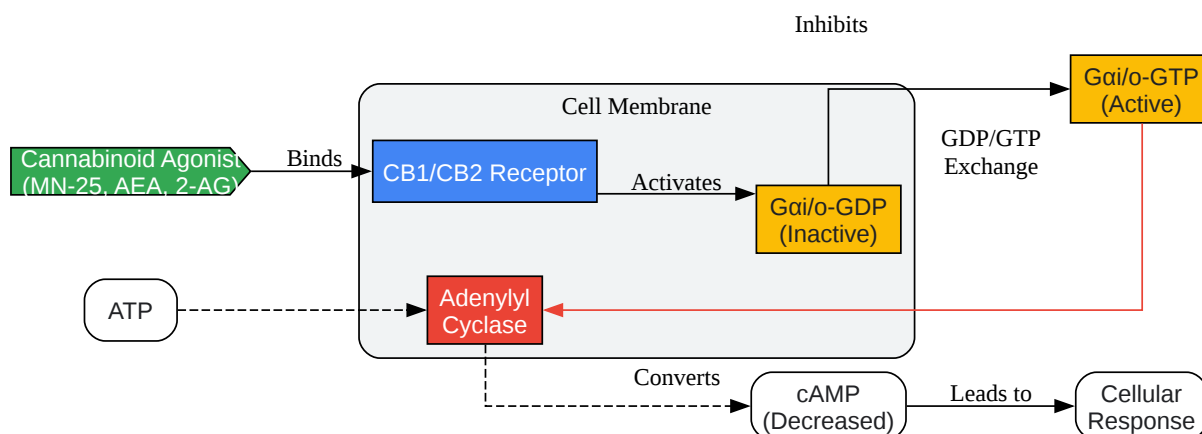 Inhibits
Gαi/o-GTP
(Active)
Cell Membrane
GDP/GTP
Exchange
Cannabinoid Agonist
(MN-25, AEA, 2-AG)
Binds
CB1/CB2 Receptor
Activates
Gαi/o-GDP
(Inactive)
ATP
Adenylyl
Cyclase
Converts
cAMP
(Decreased)
Leads to
Cellular
Response